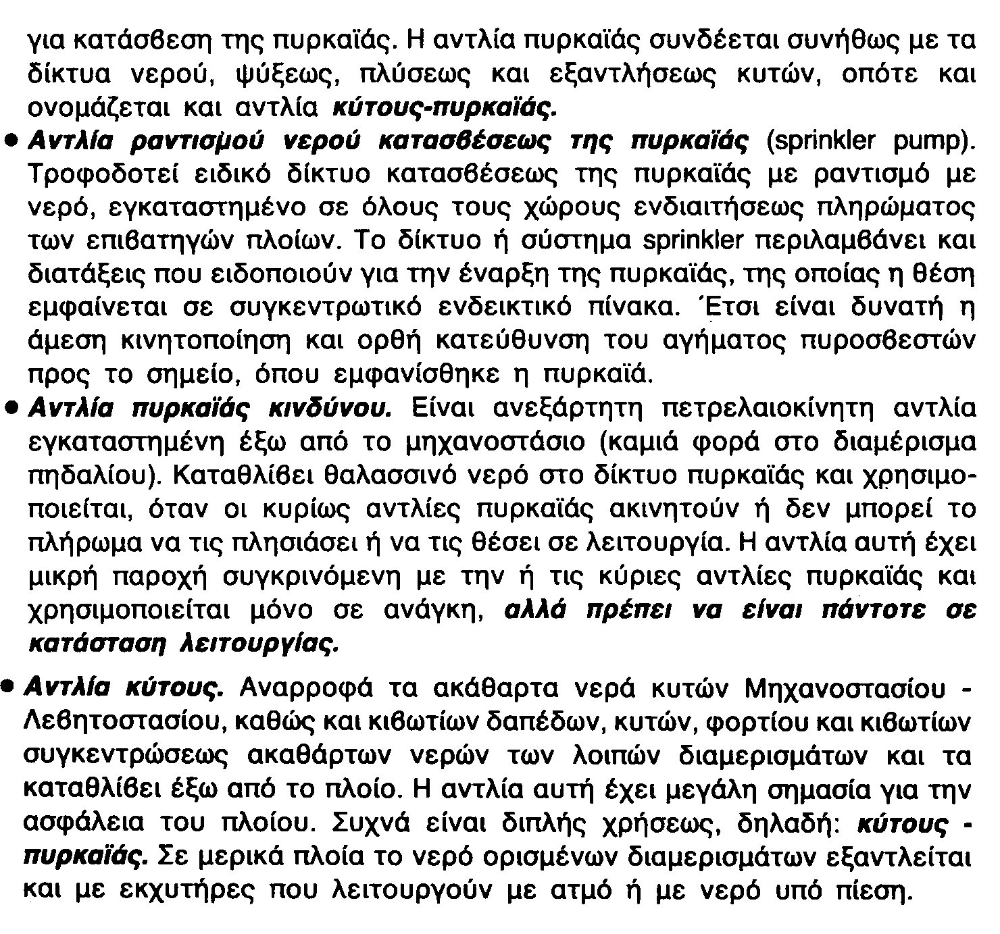 για κατάσβεση της πυρκαϊάς. Η αντλία πυρκαϊάς συνδέεται συνήθως με τα
δίκτυα νερού, ψύξεως, πλύσεως και εξαντλήσεως κυτών, οπότε και
ονομάζεται και αντλία κύτους-πυρκαϊάς.
● Αντλία ραντισμού νερού κατασβέσεως της πυρκαϊάς (sprinkler pump).
Τροφοδοτεί ειδικό δίκτυο κατασβέσεως της πυρκαϊάς με ραντισμό με
νερό, εγκαταστημένο σε όλους τους χώρους ενδιαιτήσεως πληρώματος
των επιβατηγών πλοίων. Το δίκτυο ή σύστημα sprinkler περιλαμβάνει και
διατάξεις που ειδοποιούν για την έναρξη της πυρκαϊάς, της οποίας η θέση
εμφαίνεται σε συγκεντρωτικό ενδεικτικό πίνακα. Έτσι είναι δυνατή η
άμεση κινητοποίηση και ορθή κατεύθυνση του αγήματος πυροσβεστών
προς το σημείο, όπου εμφανίσθηκε η πυρκαϊά.
● Αντλία πυρκαϊάς κινδύνου. Είναι ανεξάρτητη πετρελαιοκίνητη αντλία
εγκαταστημένη έξω από το μηχανοστάσιο (καμιά φορά στο διαμέρισμα
πηδαλίου). Καταθλίβει θαλασσινό νερό στο δίκτυο πυρκαϊάς και χρησιμο-
ποιείται, όταν οι κυρίως αντλίες πυρκαϊάς ακινητούν ή δεν μπορεί το
πλήρωμα να τις πλησιάσει ή να τις θέσει σε λειτουργία. Η αντλία αυτή έχει
μικρή παροχή συγκρινόμενη με την ή τις κύριες αντλίες πυρκαϊάς και
χρησιμοποιείται μόνο σε ανάγκη, αλλά πρέπει να είναι πάντοτε σε
κατάσταση λειτουργίας.
● Αντλία κύτους. Αναρροφά τα ακάθαρτα νερά κυτών Μηχανοστασίου -
Λεβητοστασίου, καθώς και κιβωτίων δαπέδων, κυτών, φορτίου και κιβωτίων
συγκεντρώσεως ακαθάρτων νερών των λοιπών διαμερισμάτων και τα
καταθλίβει έξω από το πλοίο. Η αντλία αυτή έχει μεγάλη σημασία για την
ασφάλεια του πλοίου. Συχνά είναι διπλής χρήσεως, δηλαδή: κύτους -
πυρκαϊάς. Σε μερικά πλοία το νερό ορισμένων διαμερισμάτων εξαντλείται
και με εκχυτήρες που λειτουργούν με ατμό ή με νερό υπό πίεση.